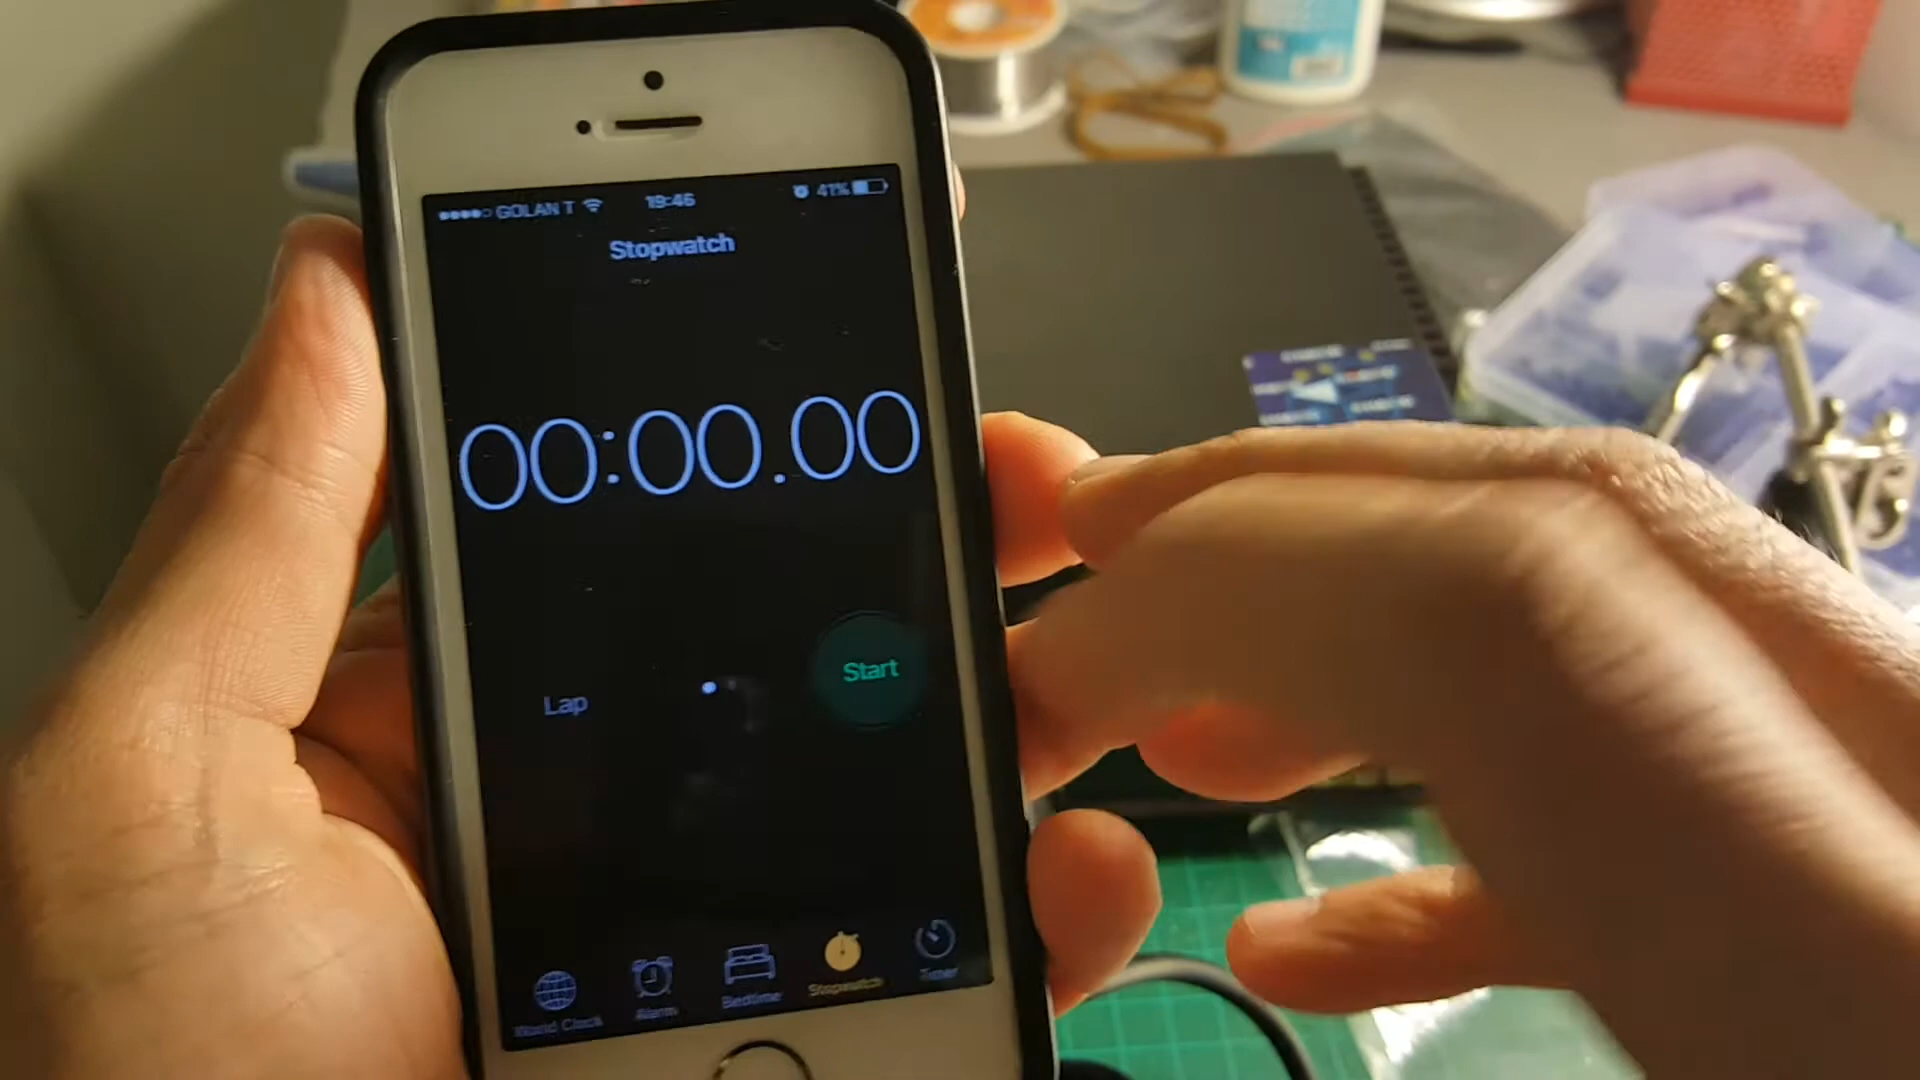 GOLAN T 19:46 41%
Stopwatch
00:00.00
Lap Start
World Clock Alarm Bedtime Stopwatch Timer